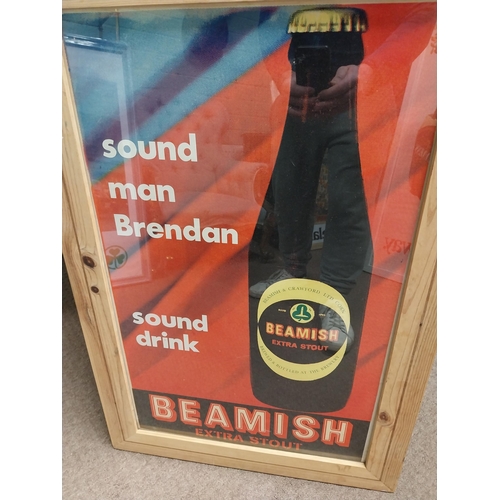 sound
man
Brendan
sound
drink
BEAMISH
EXTRA STOUT
BEAMISH
EXTRA STOUT